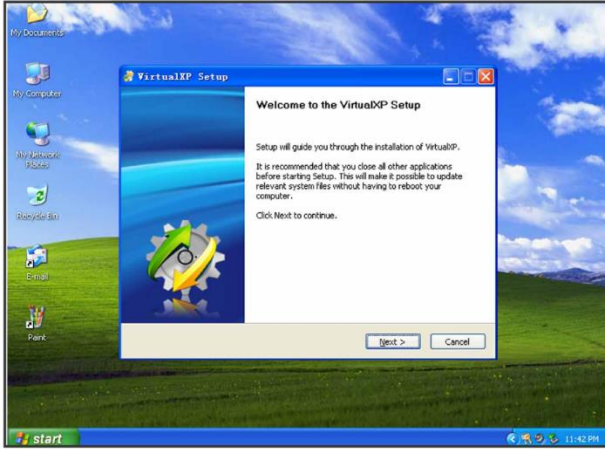 My Documents
My Computer
My Network
Places
Recycle Bin
E-mail
Paint
VirtualXP Setup
Welcome to the VirtualXP Setup
Setup will guide you through the installation of VirtualXP.
It is recommended that you close all other applications
before starting Setup. This will make it possible to update
relevant system files without having to reboot your
computer.
Click Next to continue.
Next >
Cancel
start
11:42 PM